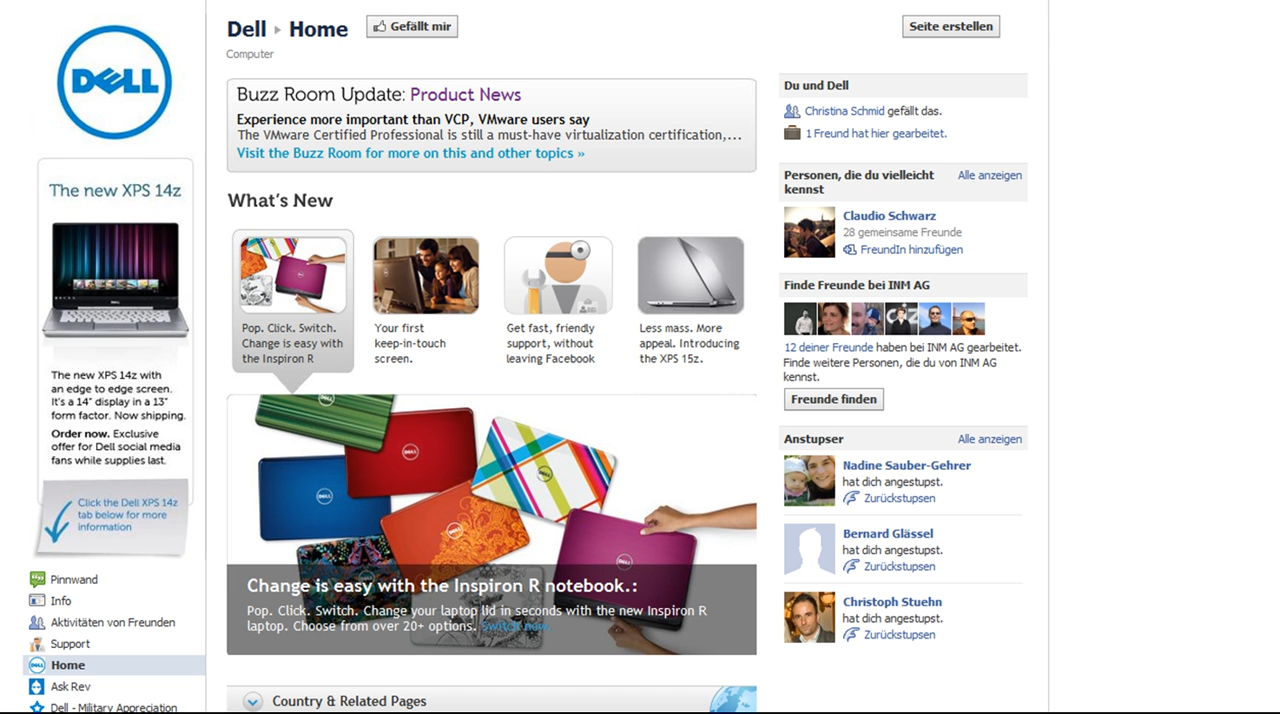 DELL
The new XPS 14z
The new XPS 14z with
an edge to edge screen.
It's a 14" display in a 13"
form factor. Now shipping.
Order now. Exclusive
offer for Dell social media
fans while supplies last.
Click the Dell XPS 14z
tab below for more
information
Pinnwand
Info
Aktivitäten von Freunden
Support
Home
Ask Rev
Dell - Military Appreciation
Dell ▸ Home
Gefällt mir
Seite erstellen
Computer
Buzz Room Update: Product News
Experience more important than VCP, VMware users say
The VMware Certified Professional is still a must-have virtualization certification,...
Visit the Buzz Room for more on this and other topics »
What's New
Pop. Click. Switch.
Change is easy with
the Inspiron R
Your first
keep-in-touch
screen.
Get fast, friendly
support, without
leaving Facebook
Less mass. More
appeal. Introducing
the XPS 15z.
Change is easy with the Inspiron R notebook.:
Pop. Click. Switch. Change your laptop lid in seconds with the new Inspiron R
laptop. Choose from over 20+ options. Switch now.
Country & Related Pages
Du und Dell
Christina Schmid gefällt das.
1 Freund hat hier gearbeitet.
Personen, die du vielleicht
kennst
Alle anzeigen
Claudio Schwarz
28 gemeinsame Freunde
FreundIn hinzufügen
Finde Freunde bei INM AG
12 deiner Freunde haben bei INM AG gearbeitet.
Finde weitere Personen, die du von INM AG
kennst.
Freunde finden
Anstupser
Alle anzeigen
Nadine Sauber-Gehrer
hat dich angestupst.
Zurückstupsen
Bernard Glässel
hat dich angestupst.
Zurückstupsen
Christoph Stuehn
hat dich angestupst.
Zurückstupsen